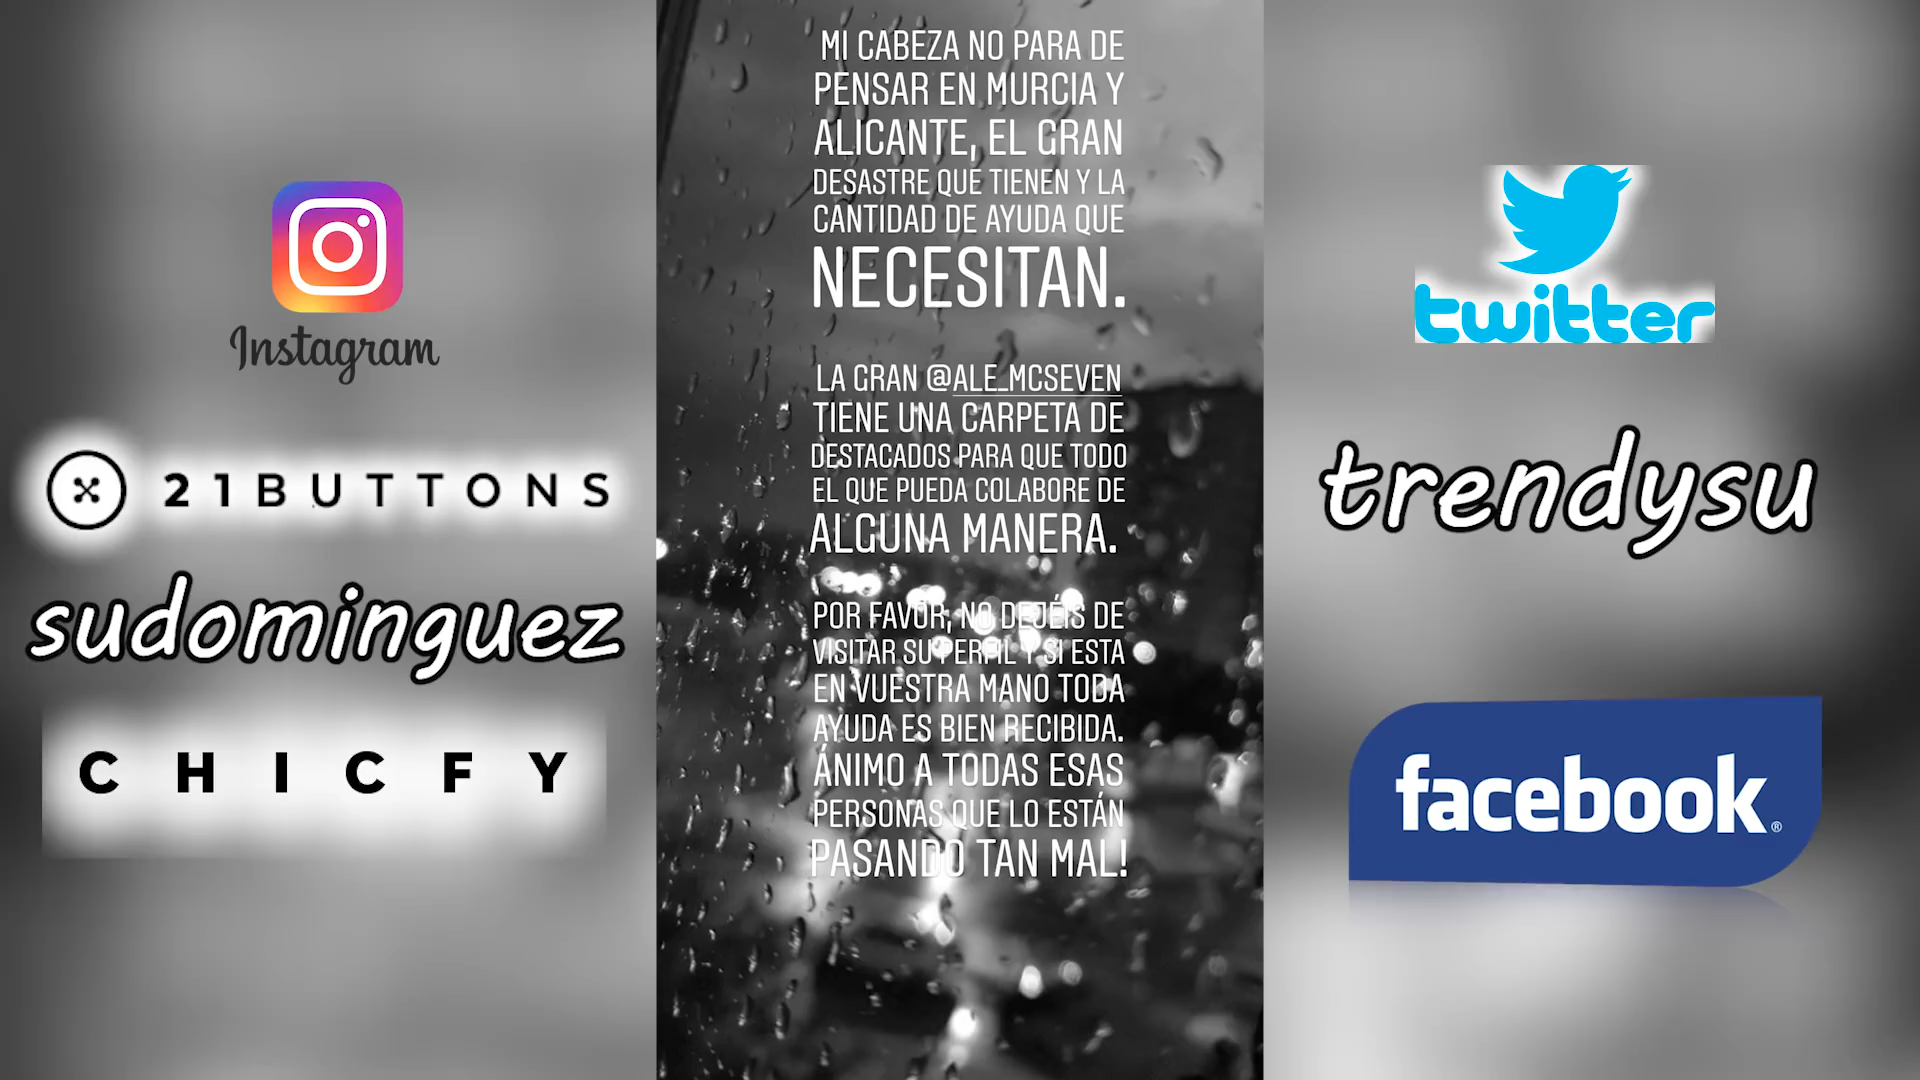 Instagram
21BUTTONS
sudominguez
CHICFY
MI CABEZA NO PARA DE
PENSAR EN MURCIA Y
ALICANTE, EL GRAN
DESASTRE QUE TIENEN Y LA
CANTIDAD DE AYUDA QUE
NECESITAN.
LA GRAN @ALE_MCSEVEN
TIENE UNA CARPETA DE
DESTACADOS PARA QUE TODO
EL QUE PUEDA COLABORE DE
ALGUNA MANERA.
POR FAVOR, NO DEJÉIS DE
VISITAR SU PERFIL Y SI ESTA
EN VUESTRA MANO TODA
AYUDA ES BIEN RECIBIDA.
ÁNIMO A TODAS ESAS
PERSONAS QUE LO ESTÁN
PASANDO TAN MAL!
twitter
trendysu
facebook®